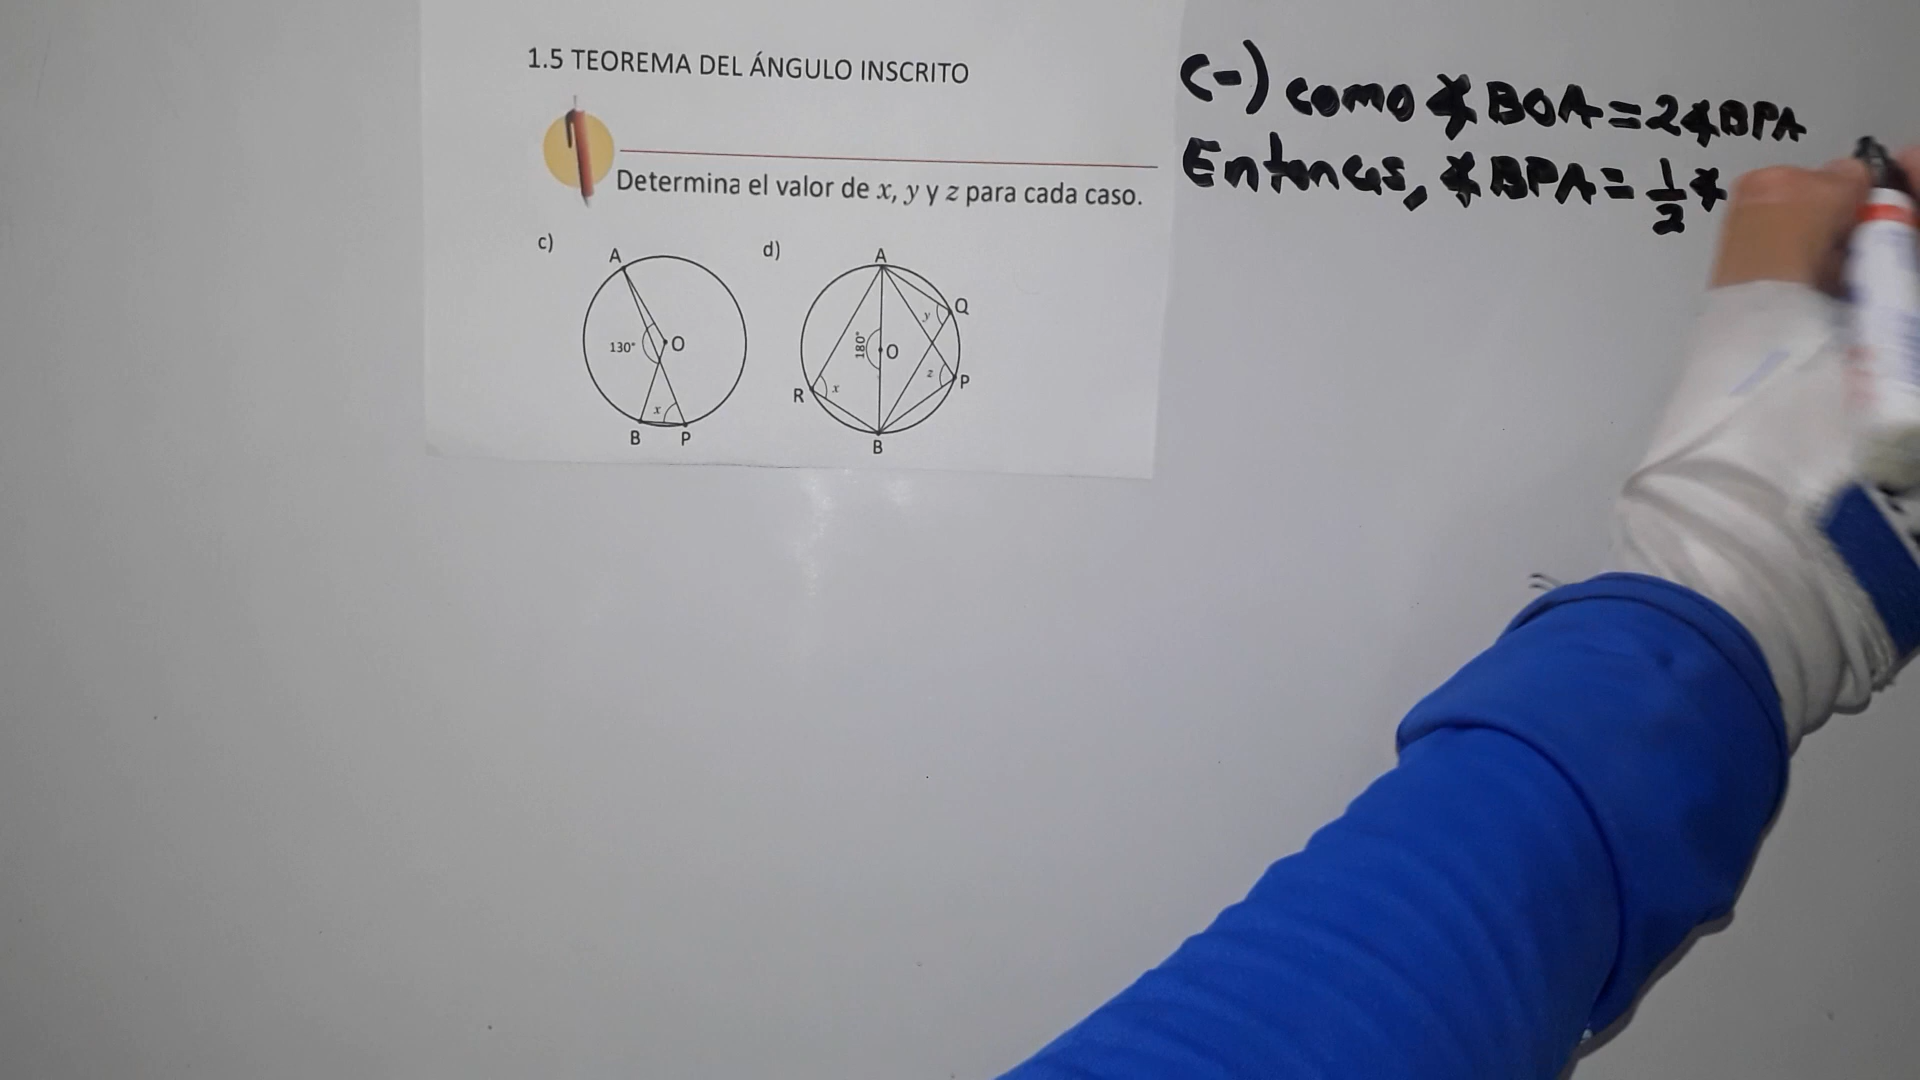 1.5 TEOREMA DEL ÁNGULO INSCRITO
Determina el valor de x, y y z para cada caso.
c)
A
130°
O
x
B P
d)
A
Q
y
180°
O
z
P
R
x
B
C-) como ∢BOA=2∢BPA
Entonces, ∢BPA=1/2∢